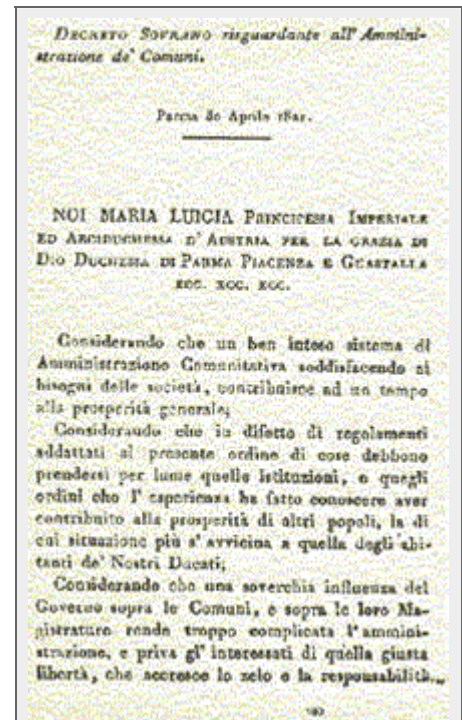 DECRETO SOVRANO risguardante all' Ammini-
strazione de' Comuni.
Parma 30 Aprile 1821.
NOI MARIA LUIGIA PRINCIPESSA IMPERIALE
ED ARCIDUCHESSA D' AUSTRIA PER LA GRAZIA DI
DIO DUCHESSA DI PARMA PIACENZA E GUASTALLA
ECC. ECC. ECC.
Considerando che un ben inteso sistema di
Amministrazione Comunitativa soddisfacendo ai
bisogni delle società, contribuisce ad un tempo
alla prosperità generale;
Considerando che in difetto di regolamenti
addattati al presente ordine di cose debbono
prendersi per lume quelle Istituzioni, e quegli
ordini che l' esperienza ha fatto conoscere aver
contribuito alla prosperità di altri popoli, la di
cui situazione più s' avvicina a quella degli abi-
tanti de' Nostri Ducati;
Considerando che una soverchia influenza del
Governo sopra le Comuni, e sopra le loro Ma-
gistrature rende troppo complicata l' ammini-
strazione, e priva gl' interessati di quella giusta
libertà, che accresce lo zelo e la responsabilità